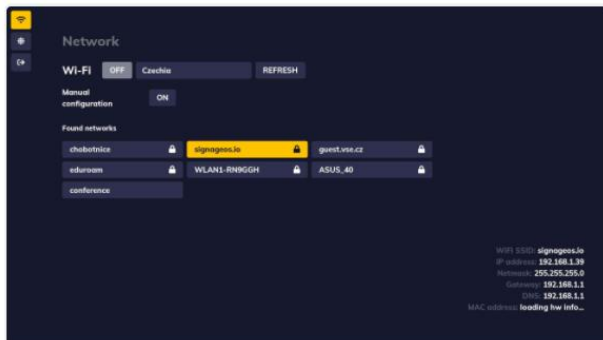 Network
Wi-Fi OFF Czechia REFRESH
Manual
configuration ON
Found networks
chobotnice signageos.io guest.vse.cz
eduroam WLAN1-RN9GGH ASUS_40
conference
WIFI SSID: signageos.io
IP address: 192.168.1.39
Netmask: 255.255.255.0
Gateway: 192.168.1.1
DNS: 192.168.1.1
MAC address: loading hw info...